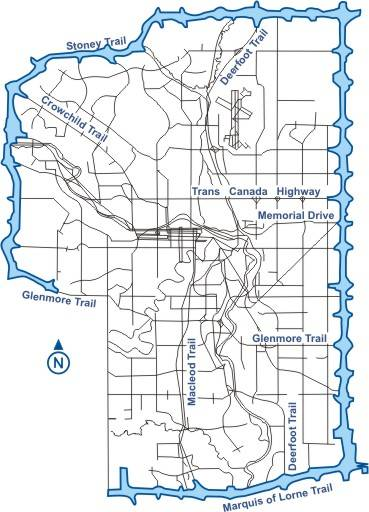 Stoney Trail
Deerfoot Trail
Crowchild Trail
Trans Canada Highway
Memorial Drive
Glenmore Trail
Glenmore Trail
N
Macleod Trail
Deerfoot Trail
Marquis of Lorne Trail